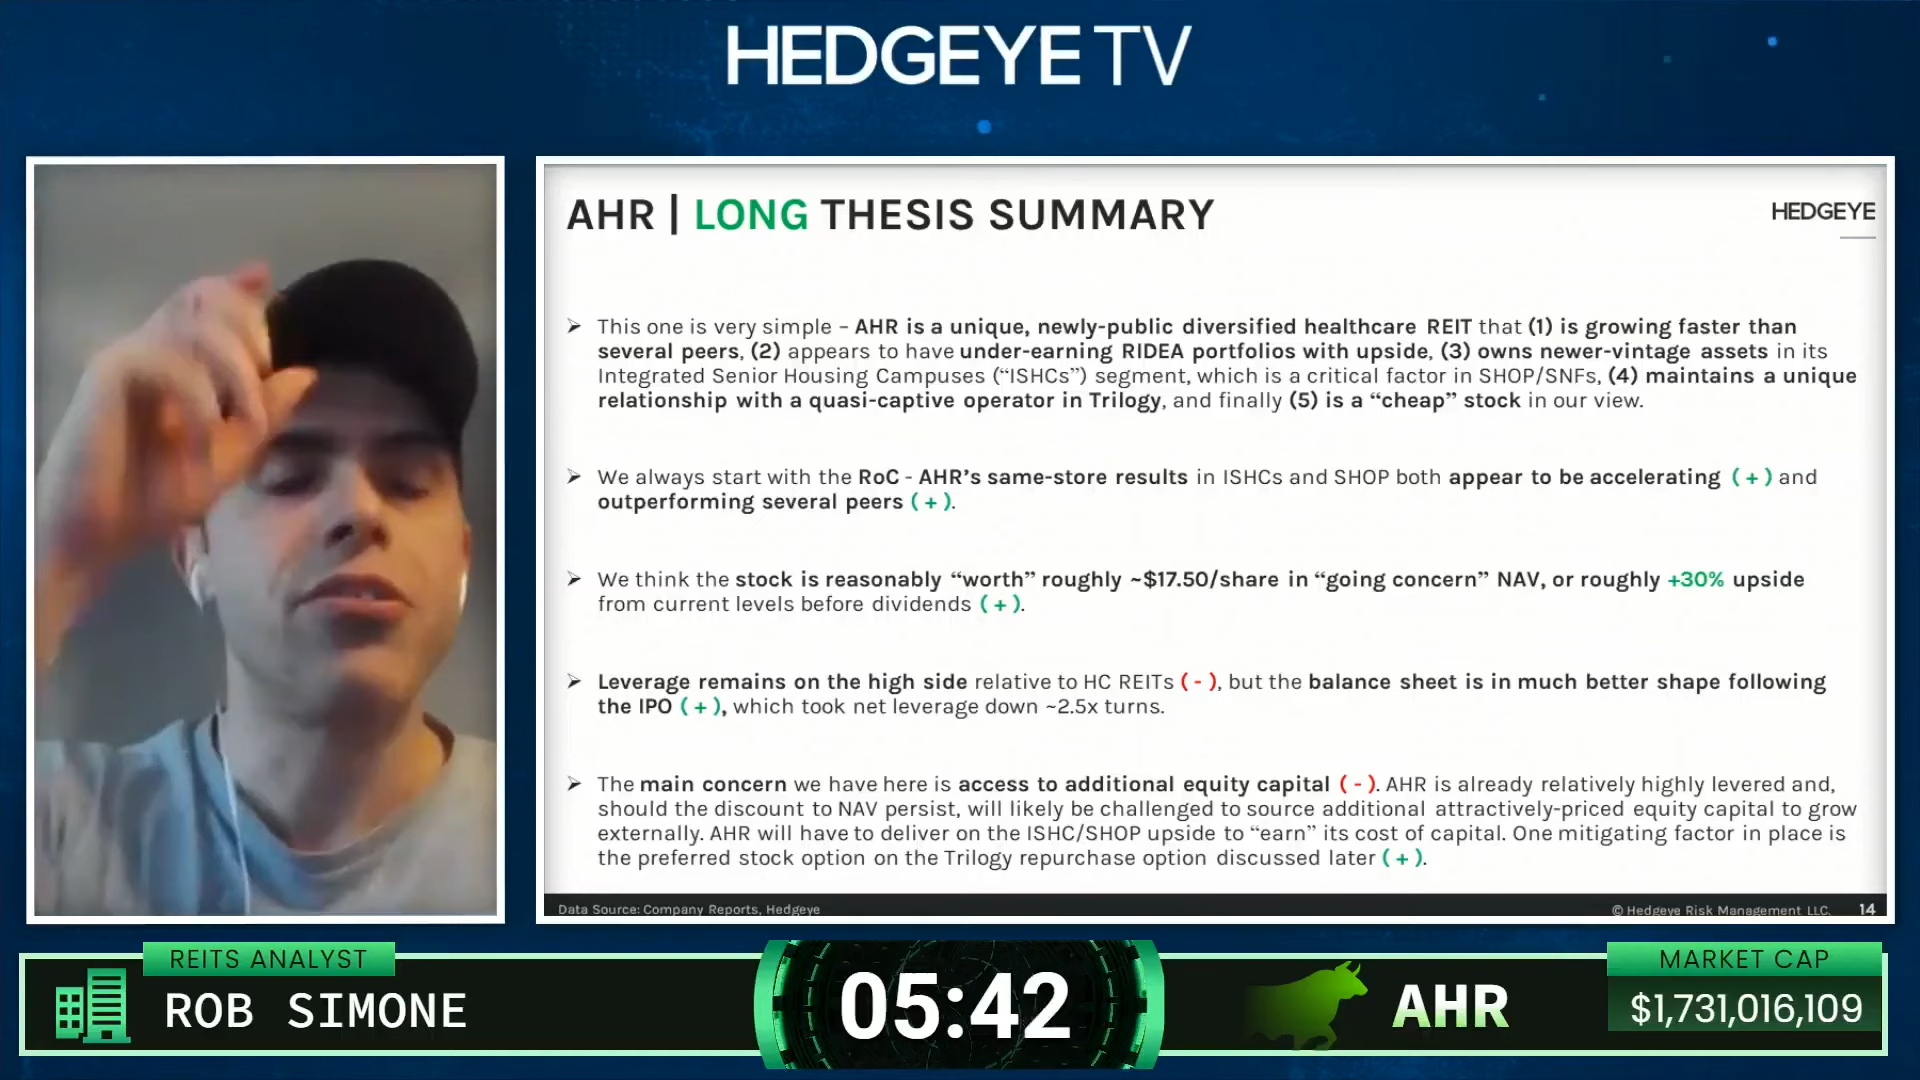 HEDGEYE TV
AHR | LONG THESIS SUMMARY
HEDGEYE
➢ This one is very simple – AHR is a unique, newly-public diversified healthcare REIT that (1) is growing faster than
several peers, (2) appears to have under-earning RIDEA portfolios with upside, (3) owns newer-vintage assets in its
Integrated Senior Housing Campuses (“ISHCs”) segment, which is a critical factor in SHOP/SNFs, (4) maintains a unique
relationship with a quasi-captive operator in Trilogy, and finally (5) is a “cheap” stock in our view.
➢ We always start with the RoC - AHR’s same-store results in ISHCs and SHOP both appear to be accelerating (+) and
outperforming several peers (+).
➢ We think the stock is reasonably “worth” roughly ~$17.50/share in “going concern” NAV, or roughly +30% upside
from current levels before dividends (+).
➢ Leverage remains on the high side relative to HC REITs (-), but the balance sheet is in much better shape following
the IPO (+), which took net leverage down ~2.5x turns.
➢ The main concern we have here is access to additional equity capital (-). AHR is already relatively highly levered and,
should the discount to NAV persist, will likely be challenged to source additional attractively-priced equity capital to grow
externally. AHR will have to deliver on the ISHC/SHOP upside to “earn” its cost of capital. One mitigating factor in place is
the preferred stock option on the Trilogy repurchase option discussed later (+).
Data Source: Company Reports, Hedgeye
© Hedgeye Risk Management LLC. 14
REITS ANALYST
ROB SIMONE
05:42
AHR
MARKET CAP
$1,731,016,109